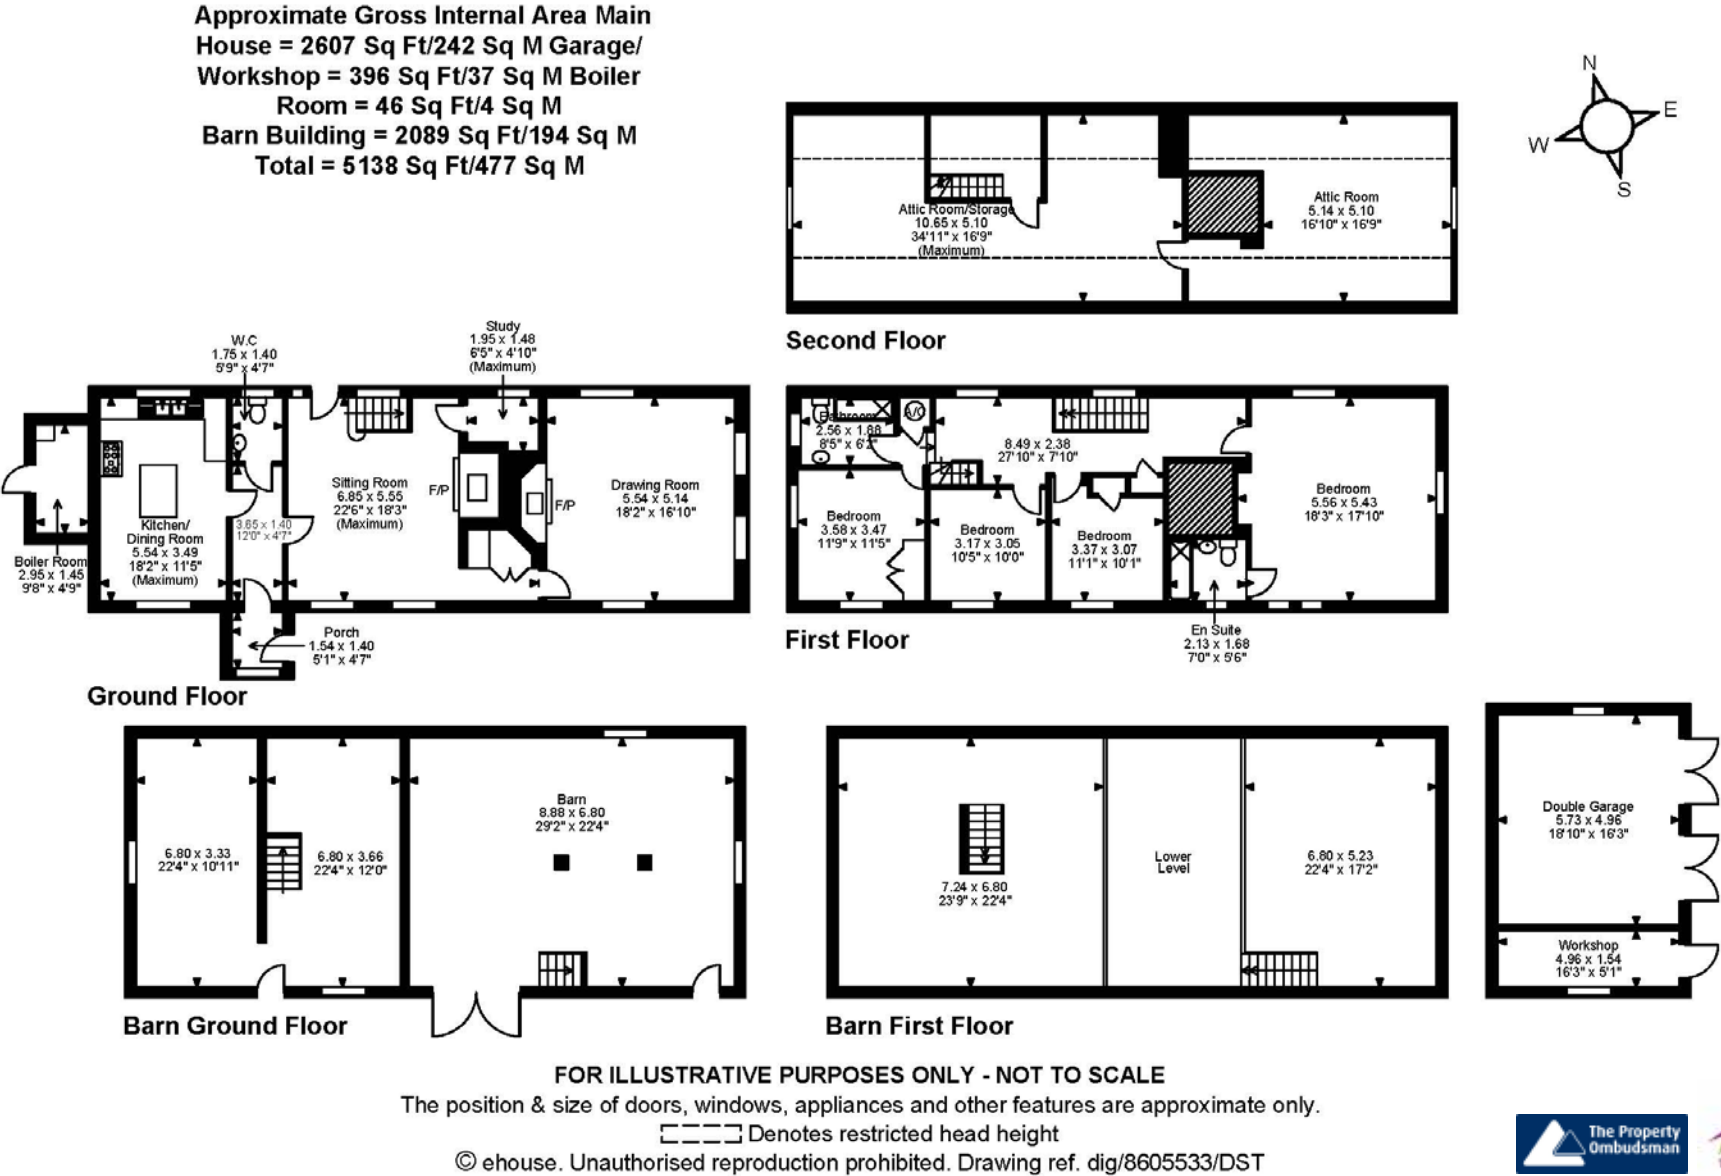 Approximate Gross Internal Area Main
House = 2607 Sq Ft/242 Sq M Garage/
Workshop = 396 Sq Ft/37 Sq M Boiler
Room = 46 Sq Ft/4 Sq M
Barn Building = 2089 Sq Ft/194 Sq M
Total = 5138 Sq Ft/477 Sq M
N
E
W
S
Attic Room/Storage
10.65 x 5.10
34'11" x 16'9"
(Maximum)
Attic Room
5.14 x 5.10
16'10" x 16'9"
Second Floor
W.C
1.75 x 1.40
5'9" x 4'7"
Study
1.95 x 1.48
6'5" x 4'10"
(Maximum)
Sitting Room
6.85 x 5.55
22'6" x 18'3"
(Maximum)
F/P
F/P
Drawing Room
5.54 x 5.14
18'2" x 16'10"
Kitchen/
Dining Room
5.54 x 3.49
18'2" x 11'5"
(Maximum)
3.65 x 1.40
12'0" x 4'7"
Boiler Room
2.95 x 1.45
9'8" x 4'9"
Porch
1.54 x 1.40
5'1" x 4'7"
Ground Floor
Bathroom
2.56 x 1.88
8'5" x 6'2"
A/C
8.49 x 2.38
27'10" x 7'10"
Bedroom
3.58 x 3.47
11'9" x 11'5"
Bedroom
3.17 x 3.05
10'5" x 10'0"
Bedroom
3.37 x 3.07
11'1" x 10'1"
Bedroom
5.56 x 5.43
18'3" x 17'10"
En Suite
2.13 x 1.68
7'0" x 5'6"
First Floor
6.80 x 3.33
22'4" x 10'11"
6.80 x 3.66
22'4" x 12'0"
Barn
8.88 x 6.80
29'2" x 22'4"
Barn Ground Floor
7.24 x 6.80
23'9" x 22'4"
Lower
Level
6.80 x 5.23
22'4" x 17'2"
Barn First Floor
Double Garage
5.73 x 4.96
18'10" x 16'3"
Workshop
4.96 x 1.54
16'3" x 5'1"
FOR ILLUSTRATIVE PURPOSES ONLY - NOT TO SCALE
The position & size of doors, windows, appliances and other features are approximate only.
Denotes restricted head height
© ehouse. Unauthorised reproduction prohibited. Drawing ref. dig/8605533/DST
The Property
Ombudsman